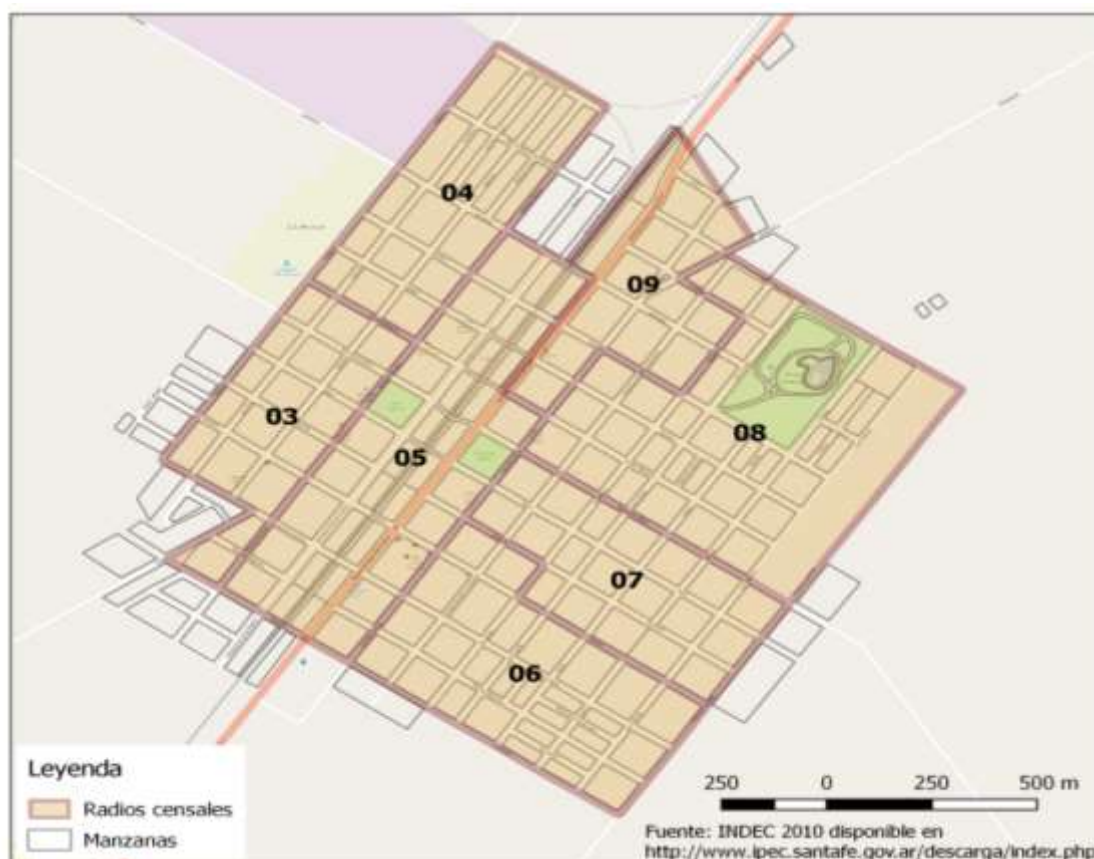 04
09
03
08
05
07
06
Leyenda
Radios censales
Manzanas
250 0 250 500 m
Fuente: INDEC 2010 disponible en
http://www.ipec.santafe.gov.ar/descarga/index.php